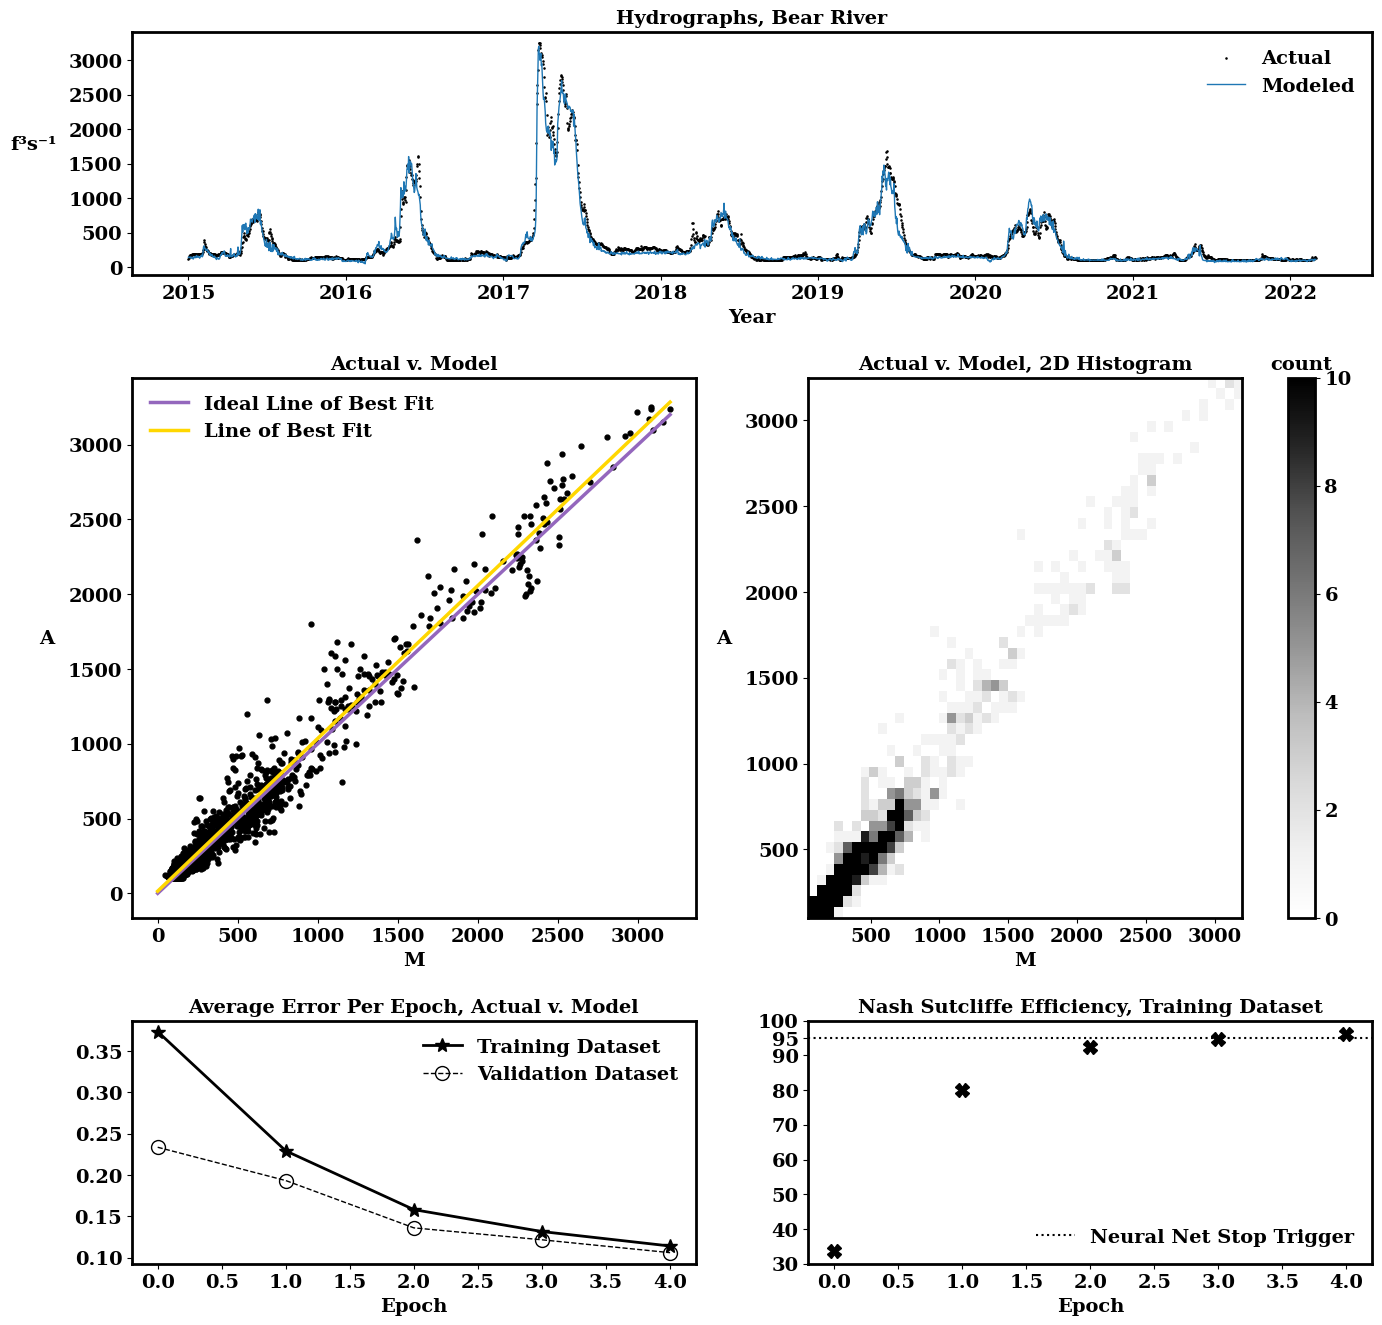 Hydrographs, Bear River
3000
2500
2000
1500
1000
500
0
f³s⁻¹
Actual
Modeled
2015 2016 2017 2018 2019 2020 2021 2022
Year
Actual v. Model
Ideal Line of Best Fit
Line of Best Fit
3000
2500
2000
1500
1000
500
0
A
0 500 1000 1500 2000 2500 3000
M
Actual v. Model, 2D Histogram
3000
2500
2000
1500
1000
500
A
500 1000 1500 2000 2500 3000
M
count
10
8
6
4
2
0
Average Error Per Epoch, Actual v. Model
Training Dataset
Validation Dataset
0.35
0.30
0.25
0.20
0.15
0.10
0.0 0.5 1.0 1.5 2.0 2.5 3.0 3.5 4.0
Epoch
Nash Sutcliffe Efficiency, Training Dataset
100
95
90
80
70
60
50
40
30
Neural Net Stop Trigger
0.0 0.5 1.0 1.5 2.0 2.5 3.0 3.5 4.0
Epoch